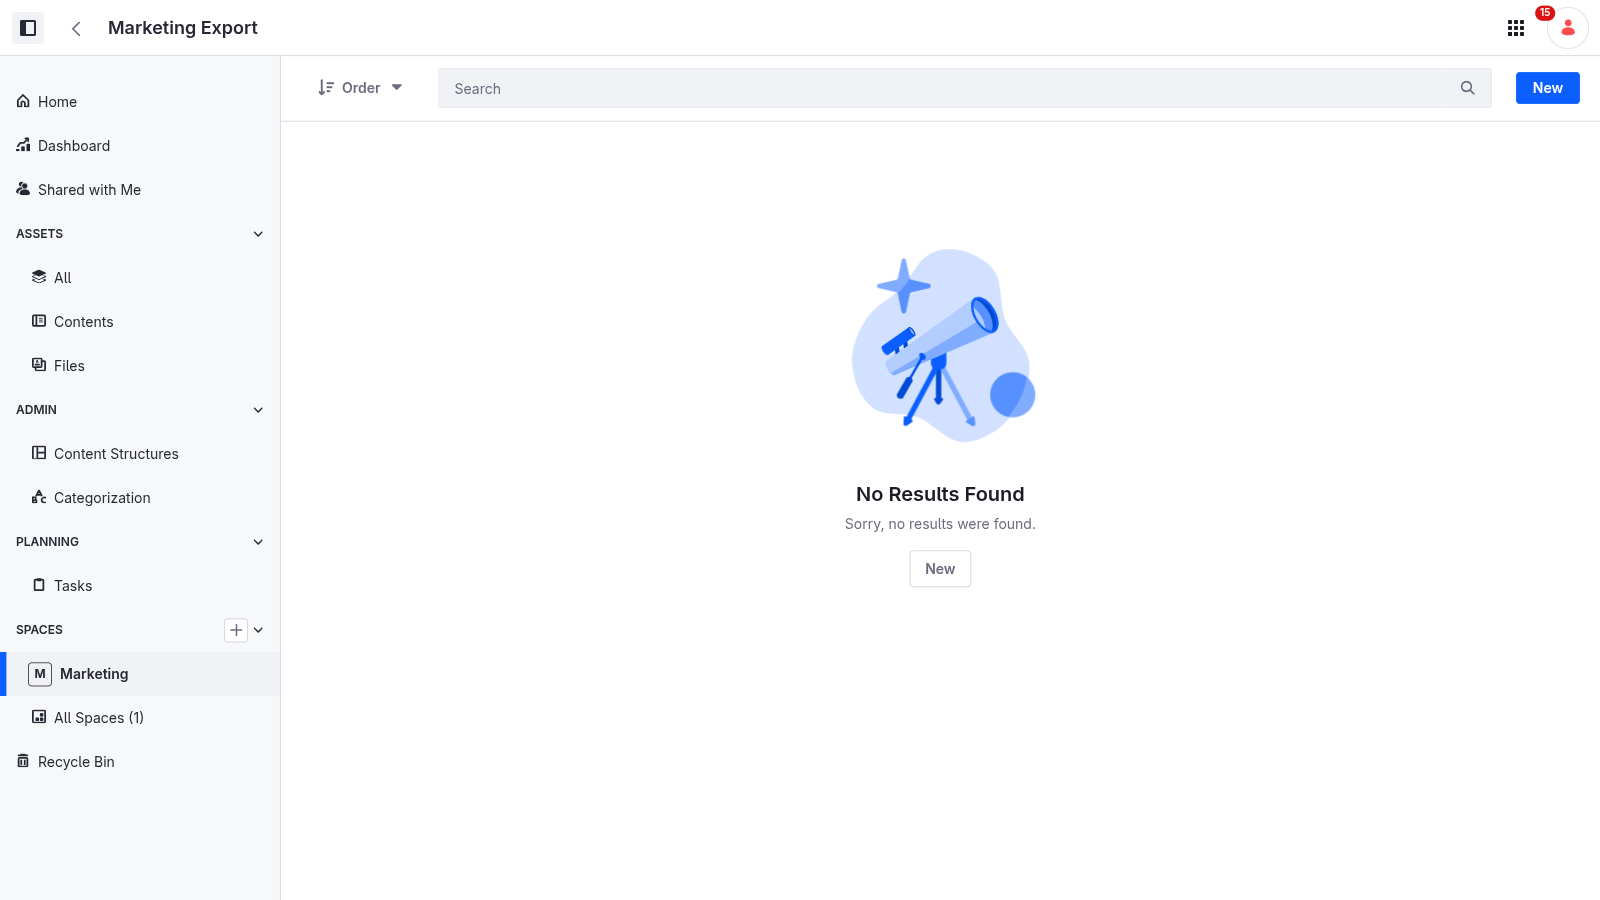 Marketing Export
15
Home
Dashboard
Shared with Me
ASSETS
All
Contents
Files
ADMIN
Content Structures
Categorization
PLANNING
Tasks
SPACES
M Marketing
All Spaces (1)
Recycle Bin
Order
Search
New
No Results Found
Sorry, no results were found.
New